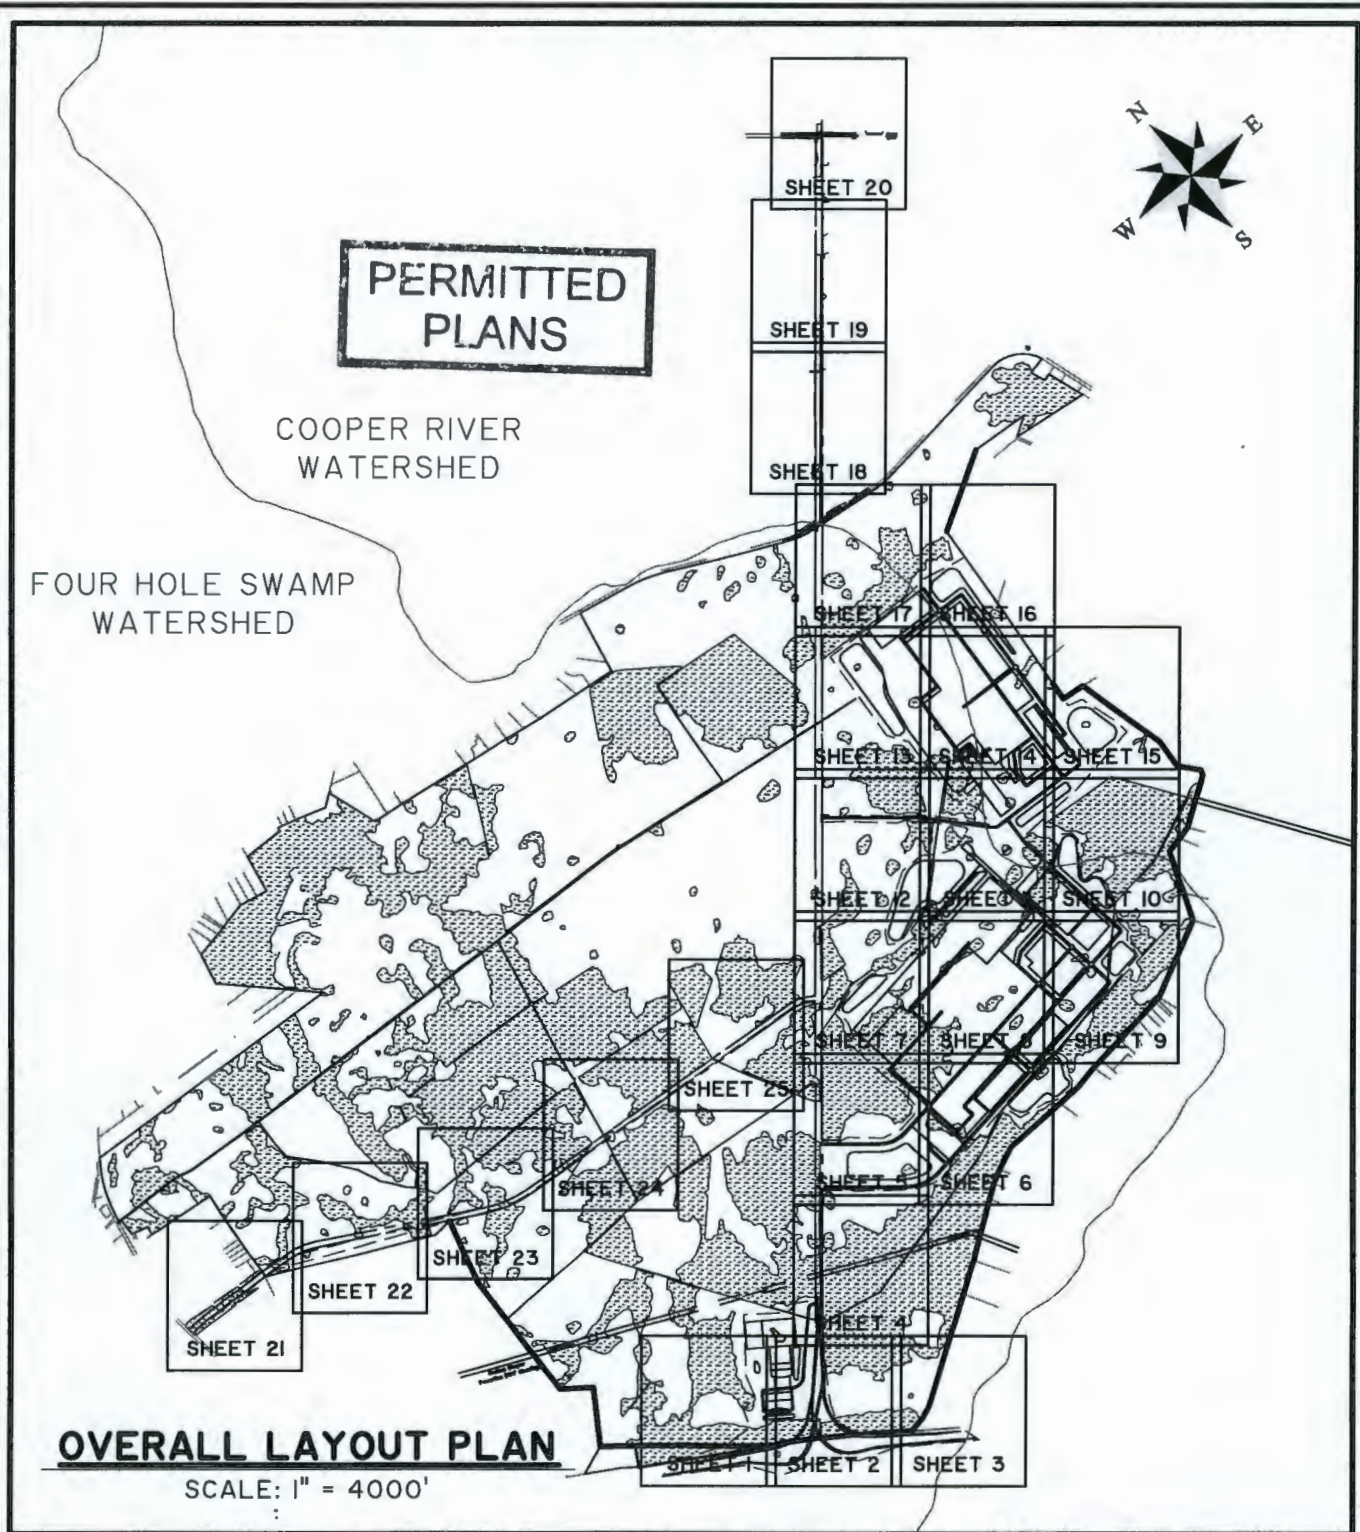 SHEET 20
N
E
W
S
PERMITTED
PLANS
SHEET 19
COOPER RIVER
WATERSHED
SHEET 18
FOUR HOLE SWAMP
WATERSHED
SHEET 17
SHEET 16
SHEET 13
SHEET 14
SHEET 15
SHEET 12
SHEET
SHEET 10
SHEET 7
SHEET 8
SHEET 9
SHEET 25
SHEET 24
SHEET 5
SHEET 6
SHEET 23
SHEET 22
SHEET 4
SHEET 21
SHEET 1
SHEET 2
SHEET 3
OVERALL LAYOUT PLAN
SCALE: 1" = 4000'